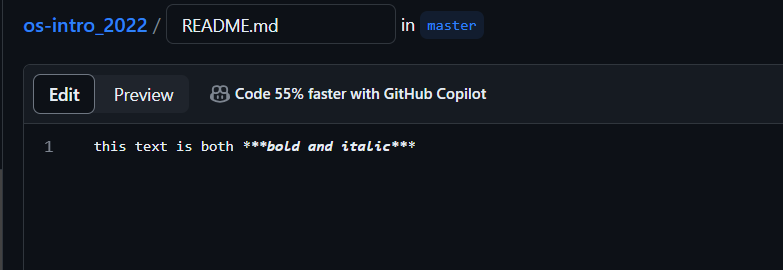 os-intro_2022 / README.md in master
Edit Preview Code 55% faster with GitHub Copilot
1 this text is both ***bold and italic***